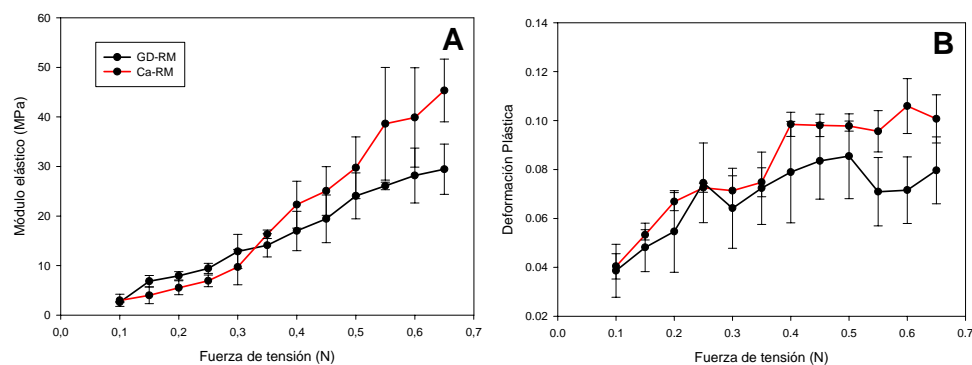 A
GD-RM
Ca-RM
Módulo elástico (MPa)
60
50
40
30
20
10
0
0,0 0,1 0,2 0,3 0,4 0,5 0,6 0,7
Fuerza de tensión (N)
B
Deformación Plástica
0.14
0.12
0.10
0.08
0.06
0.04
0.02
0.0 0.1 0.2 0.3 0.4 0.5 0.6 0.7
Fuerza de tensión (N)